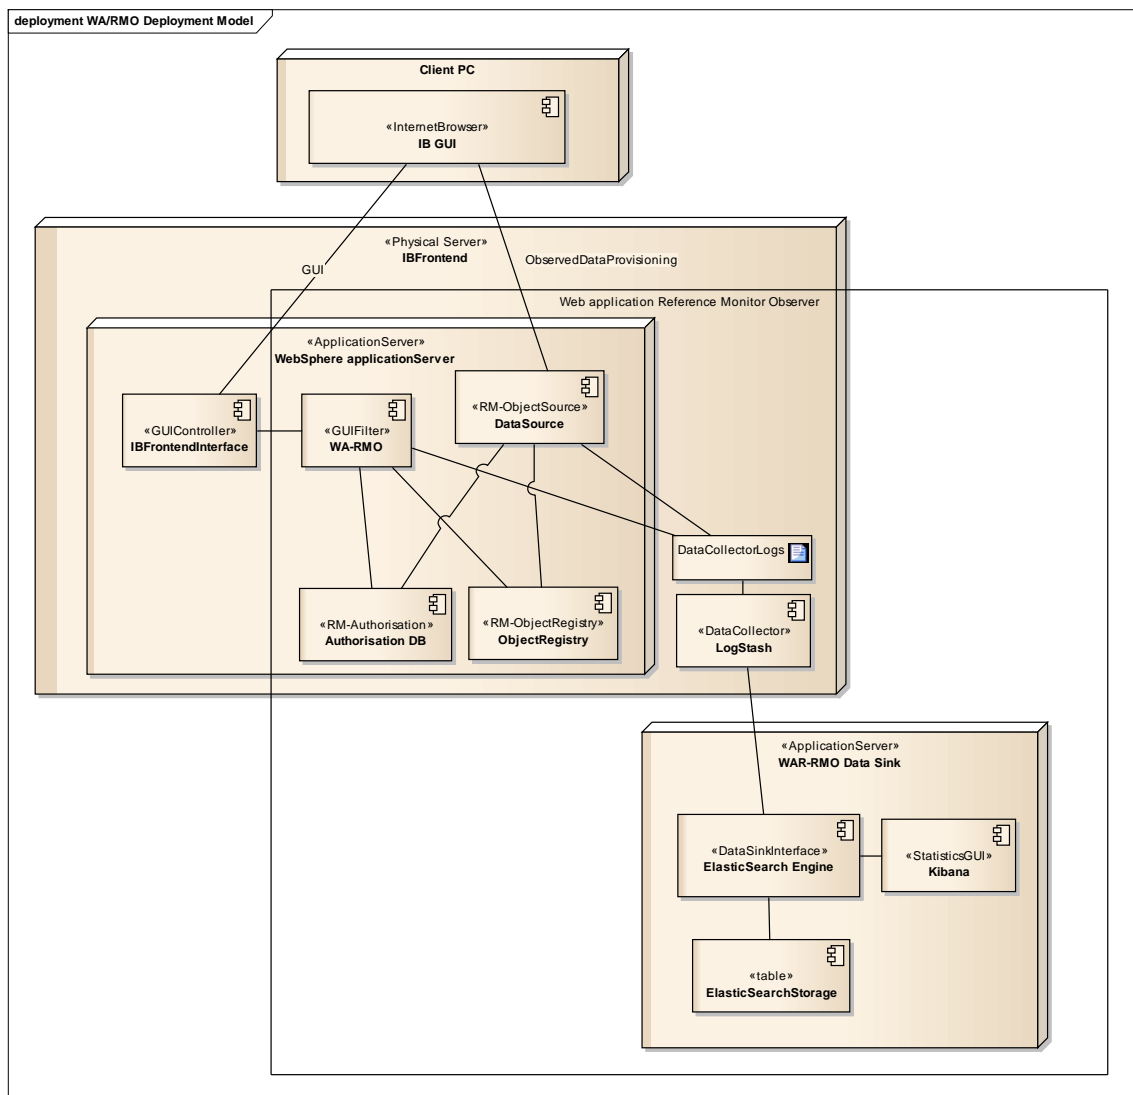 deployment WA/RMO Deployment Model
Client PC
«InternetBrowser»
IB GUI
«Physical Server»
IBFrontend
ObservedDataProvisioning
GUI
Web application Reference Monitor Observer
«ApplicationServer»
WebSphere applicationServer
«GUIController»
IBFrontendInterface
«GUIFilter»
WA-RMO
«RM-ObjectSource»
DataSource
DataCollectorLogs
«RM-Authorisation»
Authorisation DB
«RM-ObjectRegistry»
ObjectRegistry
«DataCollector»
LogStash
«ApplicationServer»
WAR-RMO Data Sink
«DataSinkInterface»
ElasticSearch Engine
«StatisticsGUI»
Kibana
«table»
ElasticSearchStorage